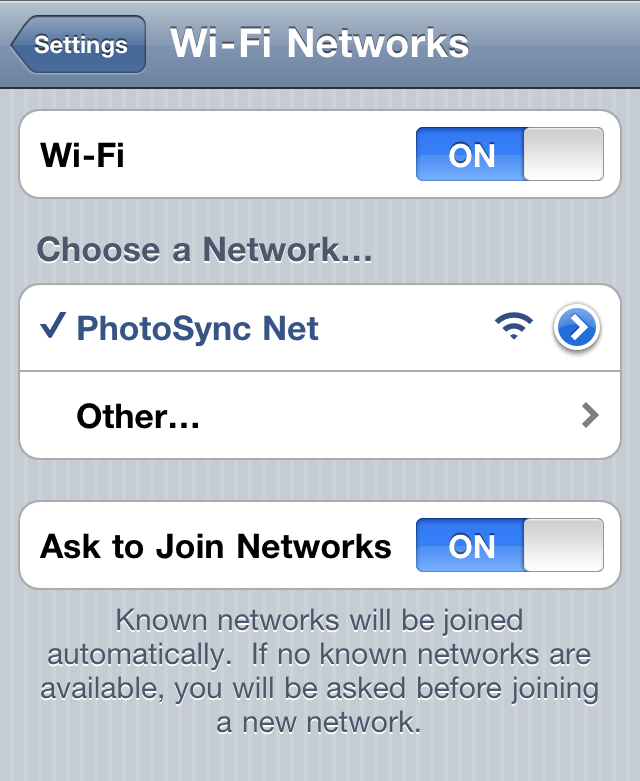 Settings
Wi-Fi Networks
Wi-Fi
ON
Choose a Network...
PhotoSync Net
Other...
Ask to Join Networks
ON
Known networks will be joined
automatically.  If no known networks are
available, you will be asked before joining
a new network.